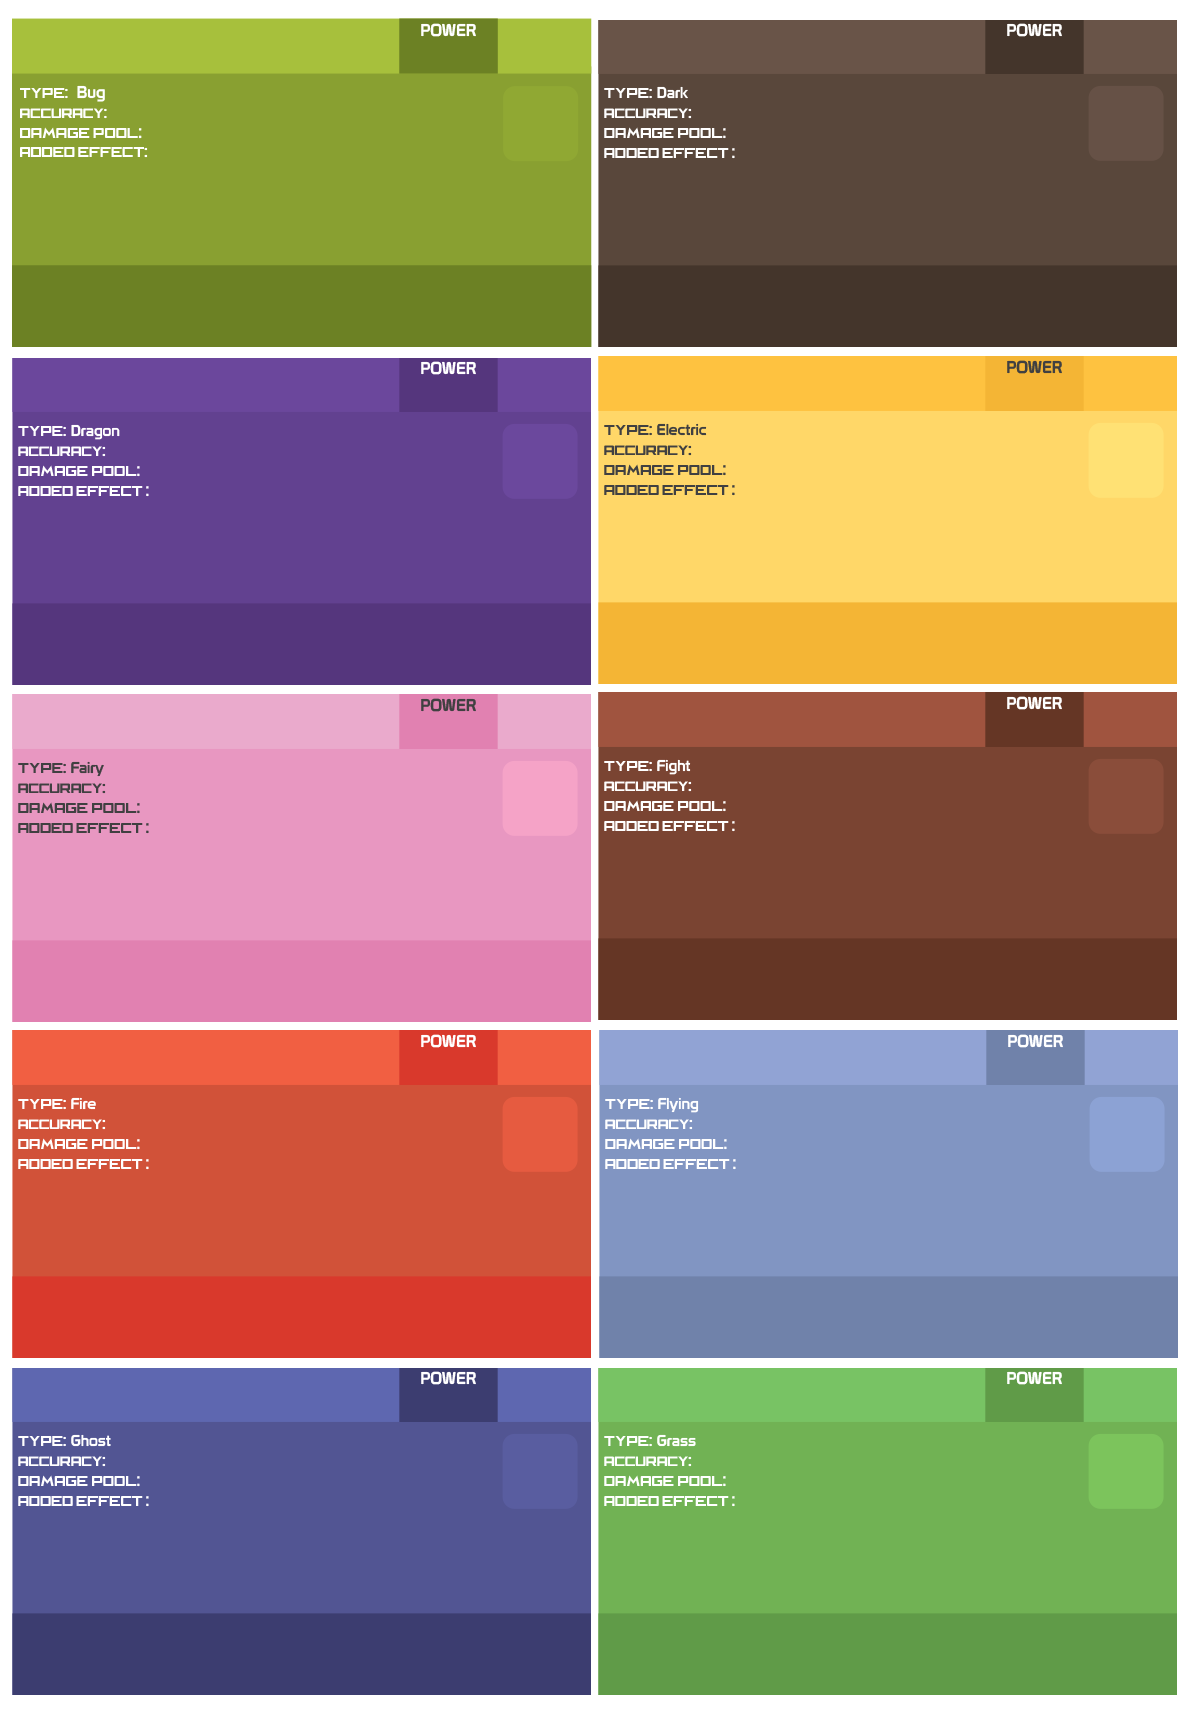 POWER
TYPE: Bug
ACCURACY:
DAMAGE POOL:
ADDED EFFECT:
POWER
TYPE: Dark
ACCURACY:
DAMAGE POOL:
ADDED EFFECT :
POWER
TYPE: Dragon
ACCURACY:
DAMAGE POOL:
ADDED EFFECT :
POWER
TYPE: Electric
ACCURACY:
DAMAGE POOL:
ADDED EFFECT :
POWER
TYPE: Fairy
ACCURACY:
DAMAGE POOL:
ADDED EFFECT :
POWER
TYPE: Fight
ACCURACY:
DAMAGE POOL:
ADDED EFFECT :
POWER
TYPE: Fire
ACCURACY:
DAMAGE POOL:
ADDED EFFECT :
POWER
TYPE: Flying
ACCURACY:
DAMAGE POOL:
ADDED EFFECT :
POWER
TYPE: Ghost
ACCURACY:
DAMAGE POOL:
ADDED EFFECT :
POWER
TYPE: Grass
ACCURACY:
DAMAGE POOL:
ADDED EFFECT :